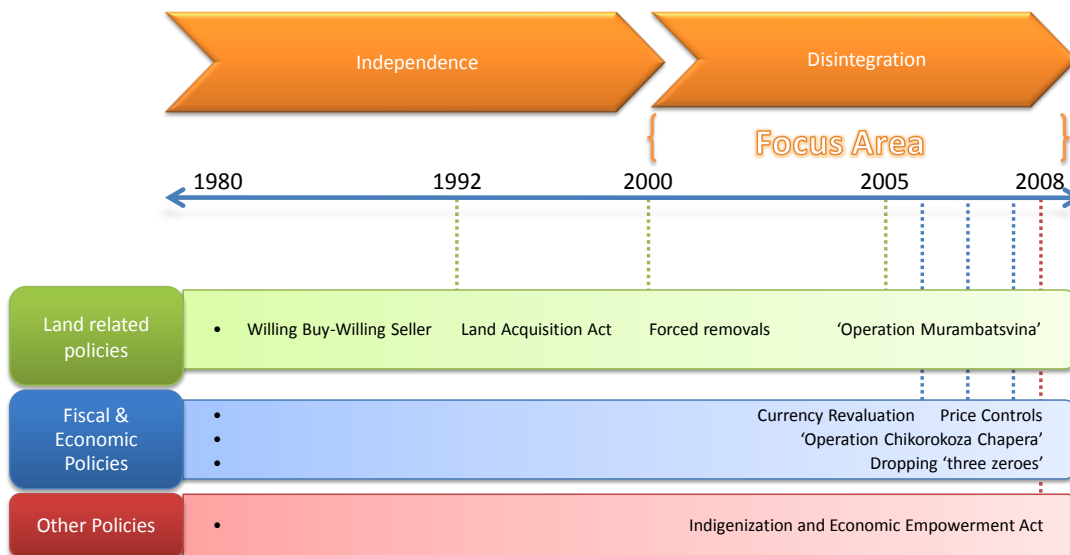 Independence
Disintegration
Focus Area
1980 1992 2000 2005 2008
Land related
policies
• Willing Buy-Willing Seller Land Acquisition Act Forced removals ‘Operation Murambatsvina’
Fiscal &
Economic
Policies
• Currency Revaluation Price Controls
• ‘Operation Chikorokoza Chapera’
• Dropping ‘three zeroes’
Other Policies
• Indigenization and Economic Empowerment Act